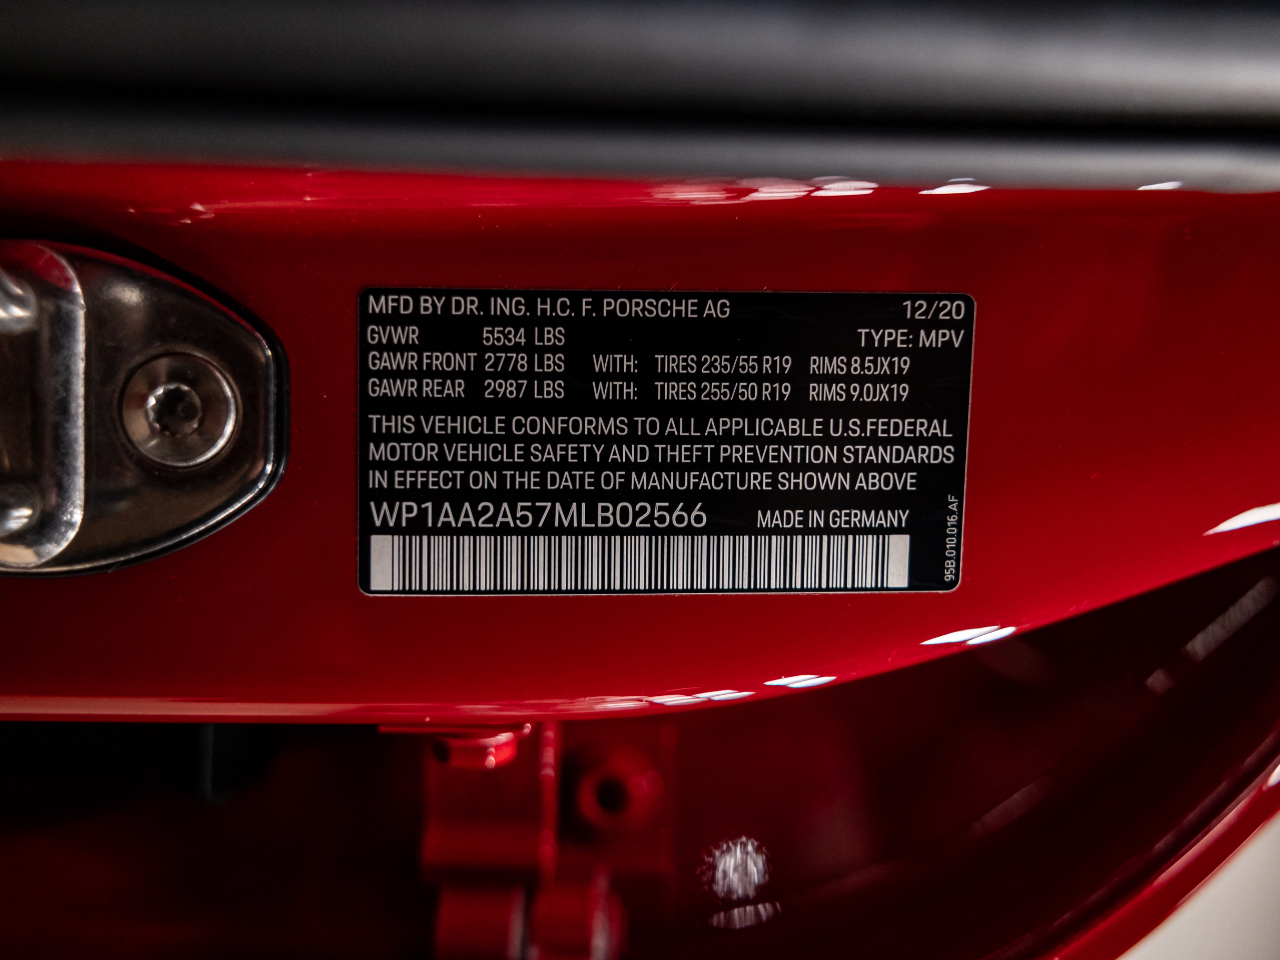 MFD BY DR. ING. H.C. F. PORSCHE AG 12/20
GVWR 5534 LBS TYPE: MPV
GAWR FRONT 2778 LBS WITH: TIRES 235/55 R19 RIMS 8.5JX19
GAWR REAR 2987 LBS WITH: TIRES 255/50 R19 RIMS 9.0JX19
THIS VEHICLE CONFORMS TO ALL APPLICABLE U.S.FEDERAL
MOTOR VEHICLE SAFETY AND THEFT PREVENTION STANDARDS
IN EFFECT ON THE DATE OF MANUFACTURE SHOWN ABOVE
WP1AA2A57MLB02566 MADE IN GERMANY
95B.010.016.AF